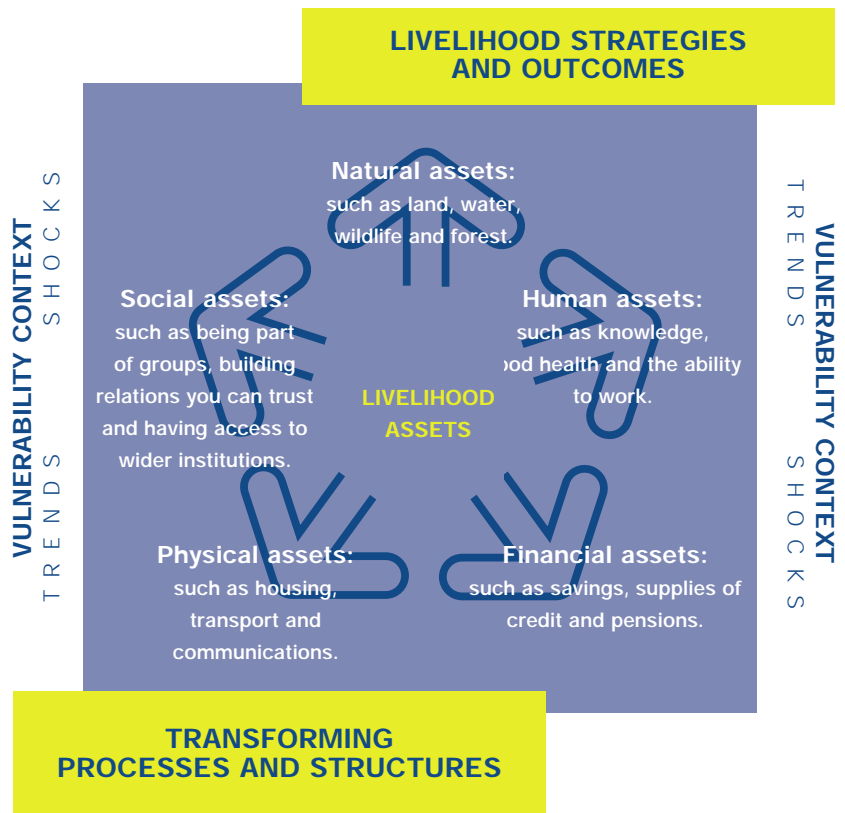 LIVELIHOOD STRATEGIES
AND OUTCOMES
VULNERABILITY CONTEXT
SHOCKS
TRENDS
Natural assets:
such as land, water,
wildlife and forest.
Social assets:
such as being part
of groups, building
relations you can trust
and having access to
wider institutions.
Human assets:
such as knowledge,
ood health and the ability
to work.
LIVELIHOOD
ASSETS
Physical assets:
such as housing,
transport and
communications.
Financial assets:
such as savings, supplies of
credit and pensions.
TRENDS
SHOCKS
VULNERABILITY CONTEXT
TRANSFORMING
PROCESSES AND STRUCTURES